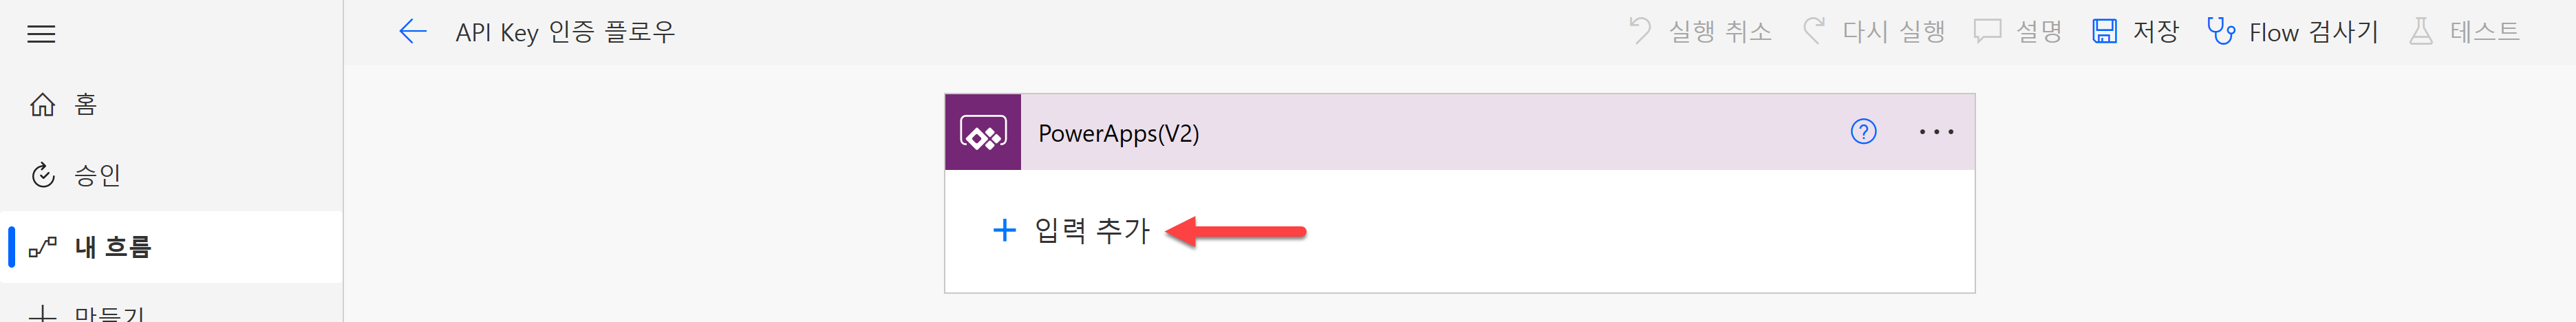 API Key 인증 플로우
실행 취소
다시 실행
설명
저장
Flow 검사기
테스트
홈
승인
내 흐름
만들기
PowerApps(V2)
입력 추가